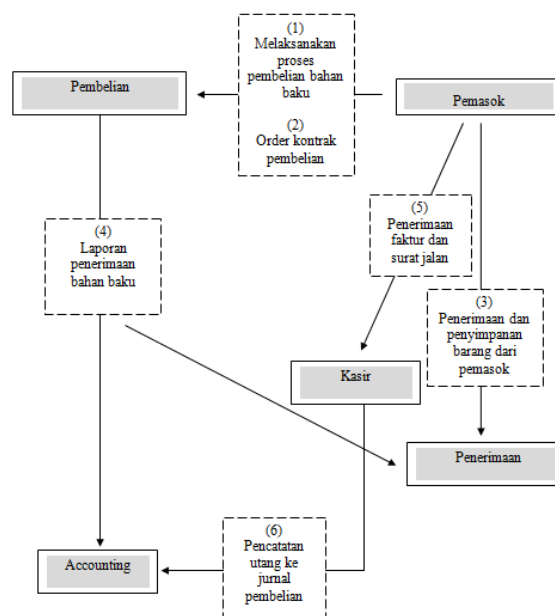 (1)
Melaksanakan
proses
pembelian bahan
baku
(2)
Order kontrak
pembelian
Pembelian
Pemasok
(5)
Penerimaan
faktur dan
surat jalan
(4)
Laporan
penerimaan
bahan baku
(3)
Penerimaan dan
penyimpanan
barang dari
pemasok
Kasir
Penerimaan
(6)
Pencatatan
utang ke
jurnal
pembelian
Accounting